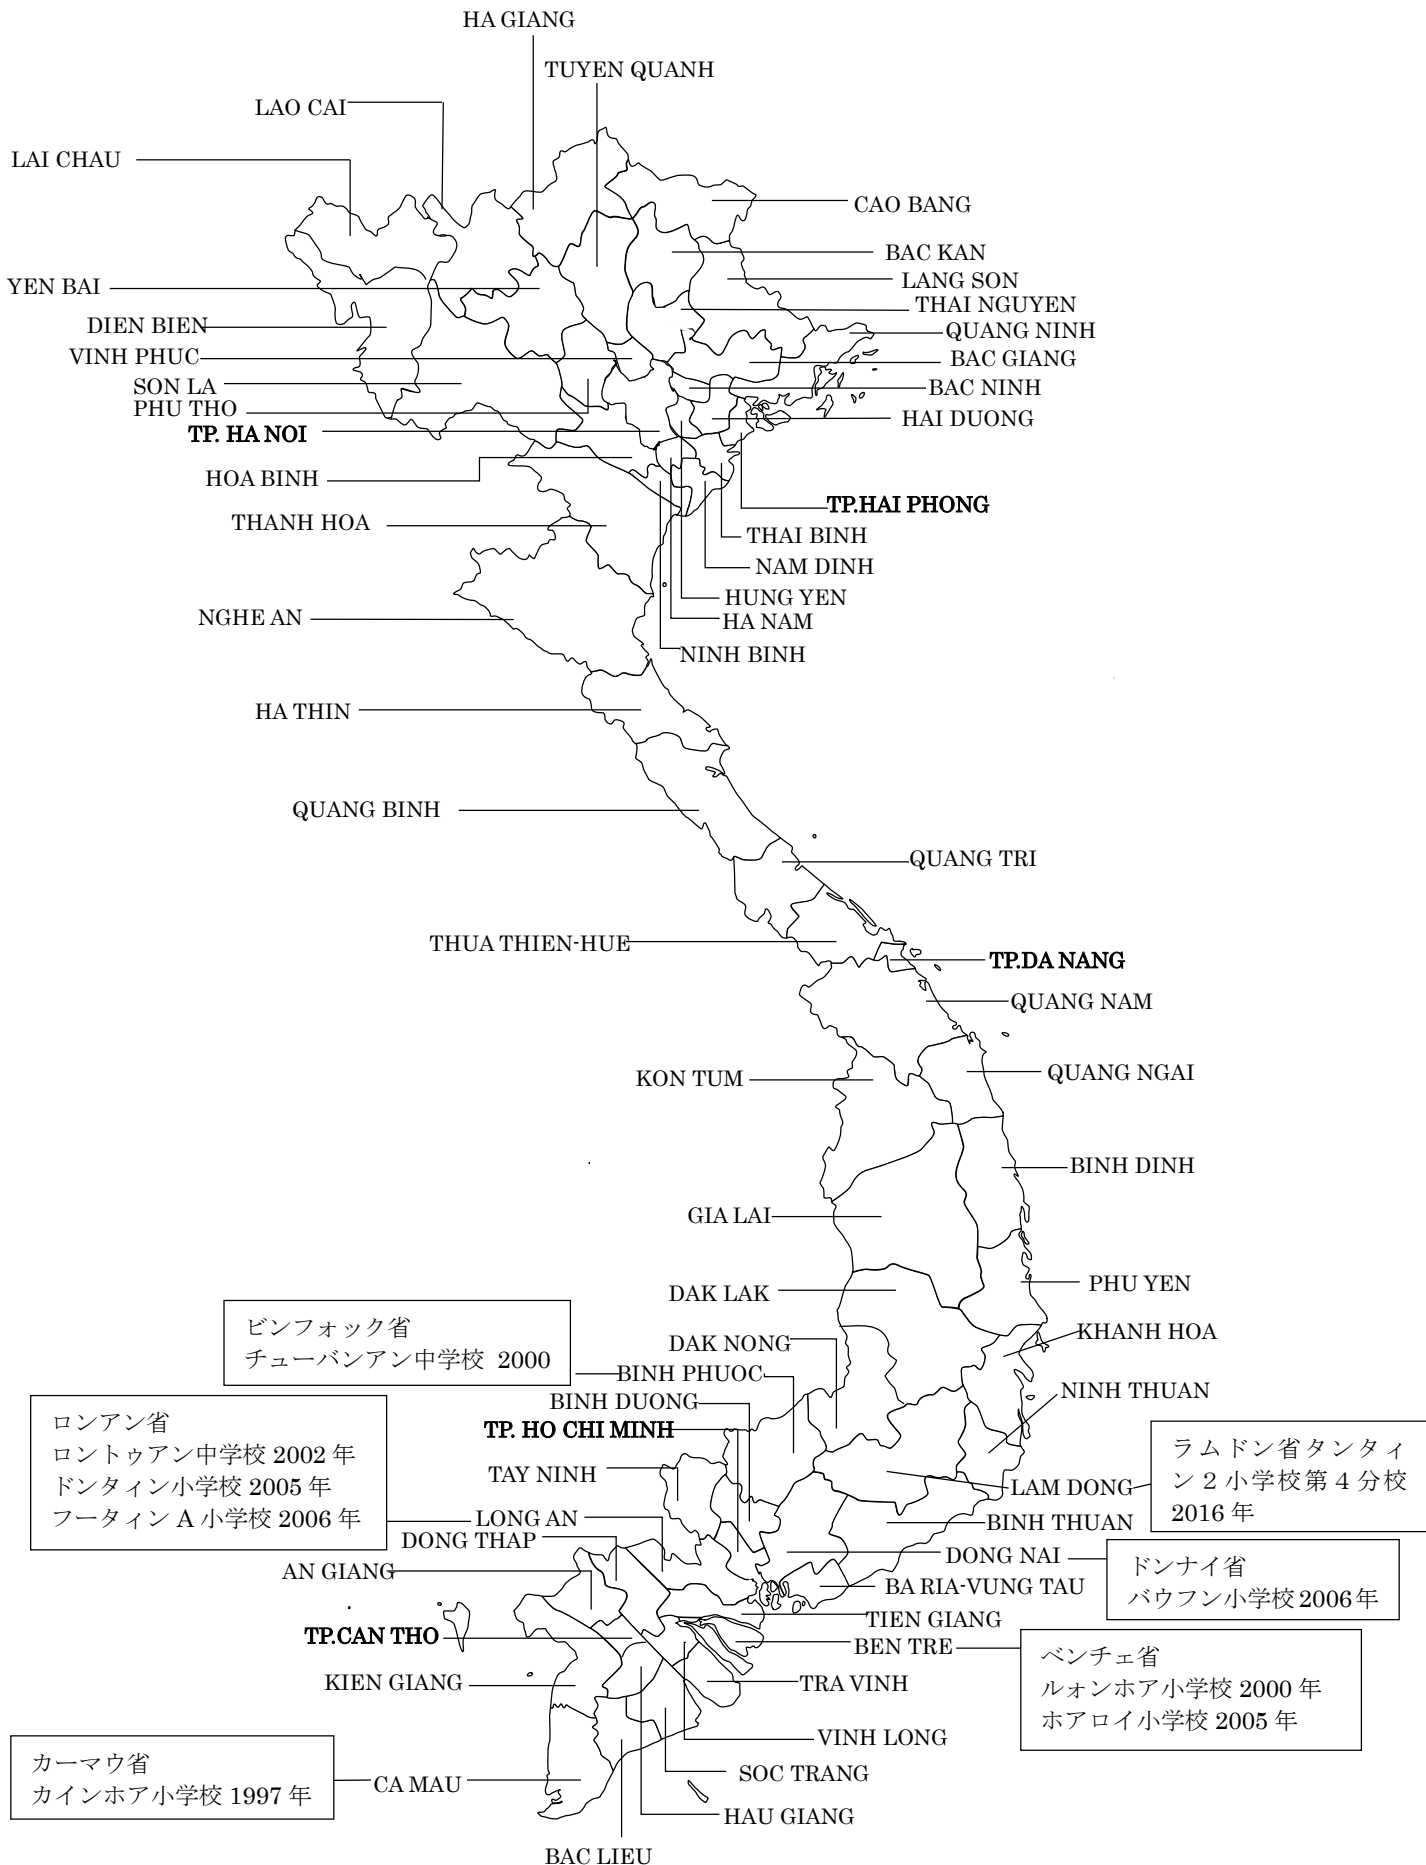 HA GIANG
TUYEN QUANH
LAO CAI
LAI CHAU
CAO BANG
BAC KAN
LANG SON
YEN BAI
THAI NGUYEN
DIEN BIEN
QUANG NINH
VINH PHUC
BAC GIANG
SON LA
BAC NINH
PHU THO
HAI DUONG
TP. HA NOI
HOA BINH
TP.HAI PHONG
THANH HOA
THAI BINH
NAM DINH
HUNG YEN
NGHE AN
HA NAM
NINH BINH
HA THIN
QUANG BINH
QUANG TRI
THUA THIEN-HUE
TP.DA NANG
QUANG NAM
KON TUM
QUANG NGAI
BINH DINH
GIA LAI
PHU YEN
DAK LAK
ビンフォック省
チューバンアン中学校 2000
KHANH HOA
DAK NONG
BINH PHUOC
NINH THUAN
BINH DUONG
TP. HO CHI MINH
ロンアン省
ロントゥアン中学校 2002 年
ドンタィン小学校 2005 年
フータィン A 小学校 2006 年
ラムドン省タンタィ
ン 2 小学校第 4 分校
2016 年
TAY NINH
LAM DONG
LONG AN
BINH THUAN
DONG THAP
DONG NAI
ドンナイ省
バウフン小学校 2006 年
AN GIANG
BA RIA-VUNG TAU
TIEN GIANG
TP.CAN THO
BEN TRE
ベンチェ省
ルォンホア小学校 2000 年
ホアロイ小学校 2005 年
KIEN GIANG
TRA VINH
VINH LONG
カーマウ省
カインホア小学校 1997 年
CA MAU
SOC TRANG
HAU GIANG
BAC LIEU